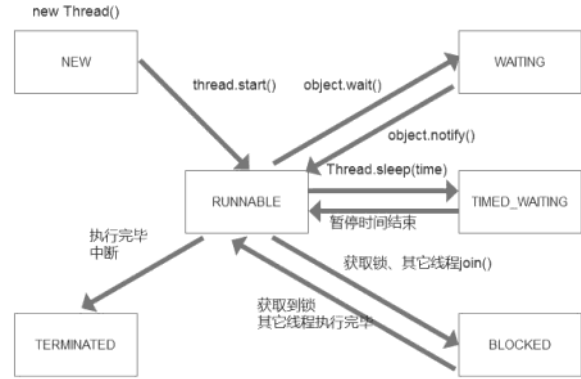 new Thread()
NEW
WAITING
thread.start()
object.wait()
object.notify()
Thread.sleep(time)
RUNNABLE
TIMED_WAITING
暂停时间结束
执行完毕
中断
获取锁、其它线程join()
获取到锁
其它线程执行完毕
TERMINATED
BLOCKED